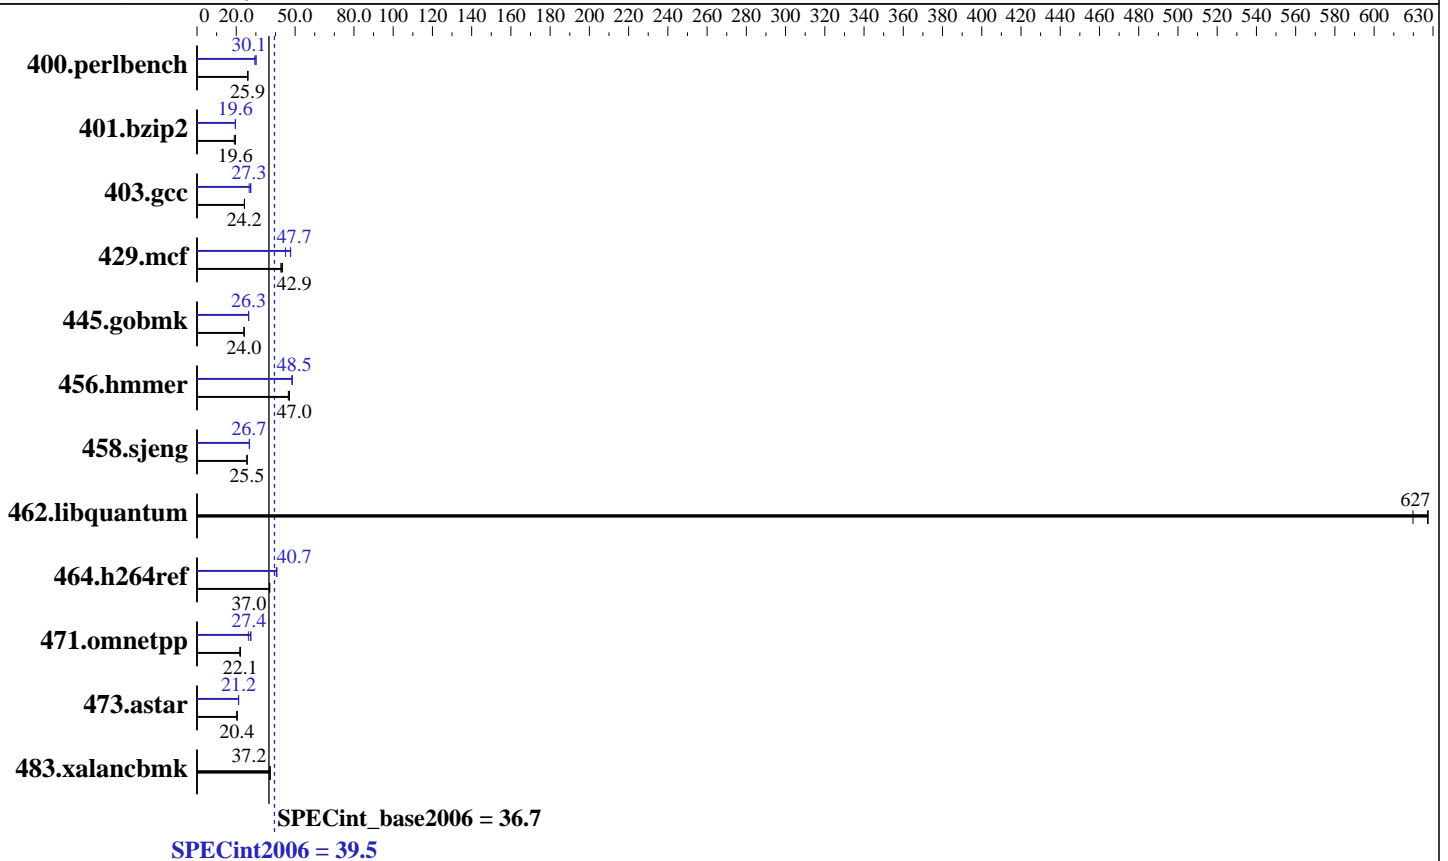 0 20.0 50.0 80.0 100 120 140 160 180 200 220 240 260 280 300 320 340 360 380 400 420 440 460 480 500 520 540 560 580 600 630
30.1
400.perlbench
25.9
19.6
401.bzip2
19.6
27.3
403.gcc
24.2
47.7
429.mcf
42.9
26.3
445.gobmk
24.0
48.5
456.hmmer
47.0
26.7
458.sjeng
25.5
627
462.libquantum
40.7
464.h264ref
37.0
27.4
471.omnetpp
22.1
21.2
473.astar
20.4
37.2
483.xalancbmk
SPECint_base2006 = 36.7
SPECint2006 = 39.5